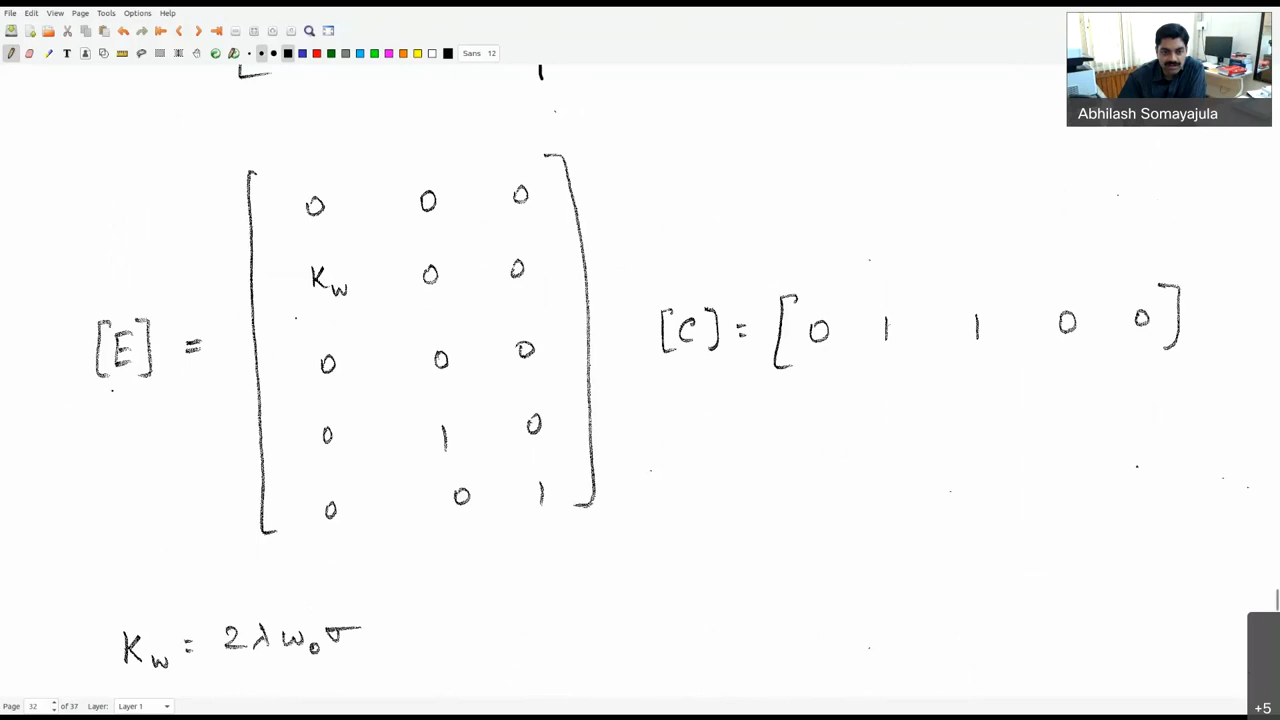 File Edit View Page Tools Options Help
Sans 12
Abhilash Somayajula
[E] = [ 0 0 0
K_w 0 0
0 0 0
0 1 0
0 0 1 ]
[C] = [ 0 1 1 0 0 ]
K_w = 2λω₀σ
Page 32 of 37 Layer: Layer 1
+5